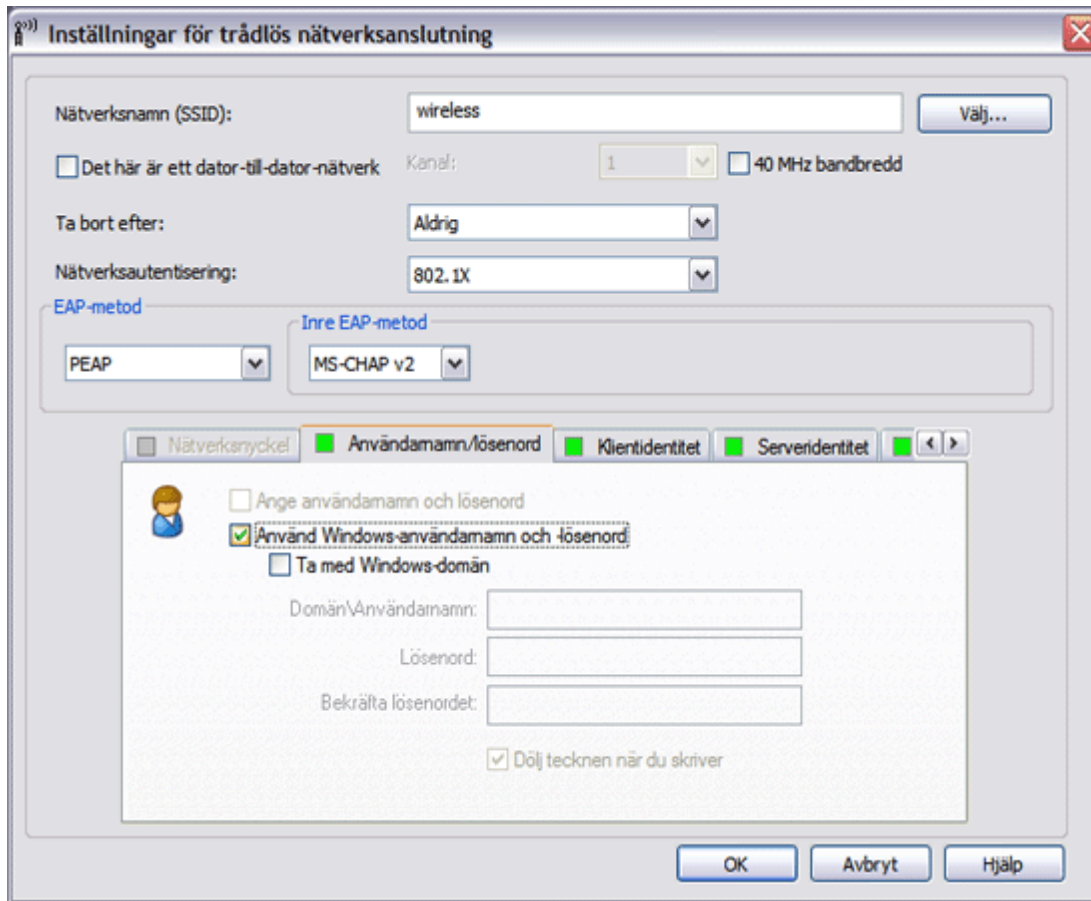 Inställningar för trådlös nätverksanslutning
Nätverksnamn (SSID): wireless Välj...
Det här är ett dator-till-dator-nätverk Kanal: 1 40 MHz bandbredd
Ta bort efter: Aldrig
Nätverksautentisering: 802.1X
EAP-metod
Inre EAP-metod
PEAP MS-CHAP v2
Nätverksnyckel Användarnamn/lösenord Klientidentitet Serveridentitet
Ange användarnamn och lösenord
Använd Windows-användarnamn och -lösenord
Ta med Windows-domän
Domän\Användarnamn:
Lösenord:
Bekräfta lösenordet:
Dölj tecknen när du skriver
OK Avbryt Hjälp